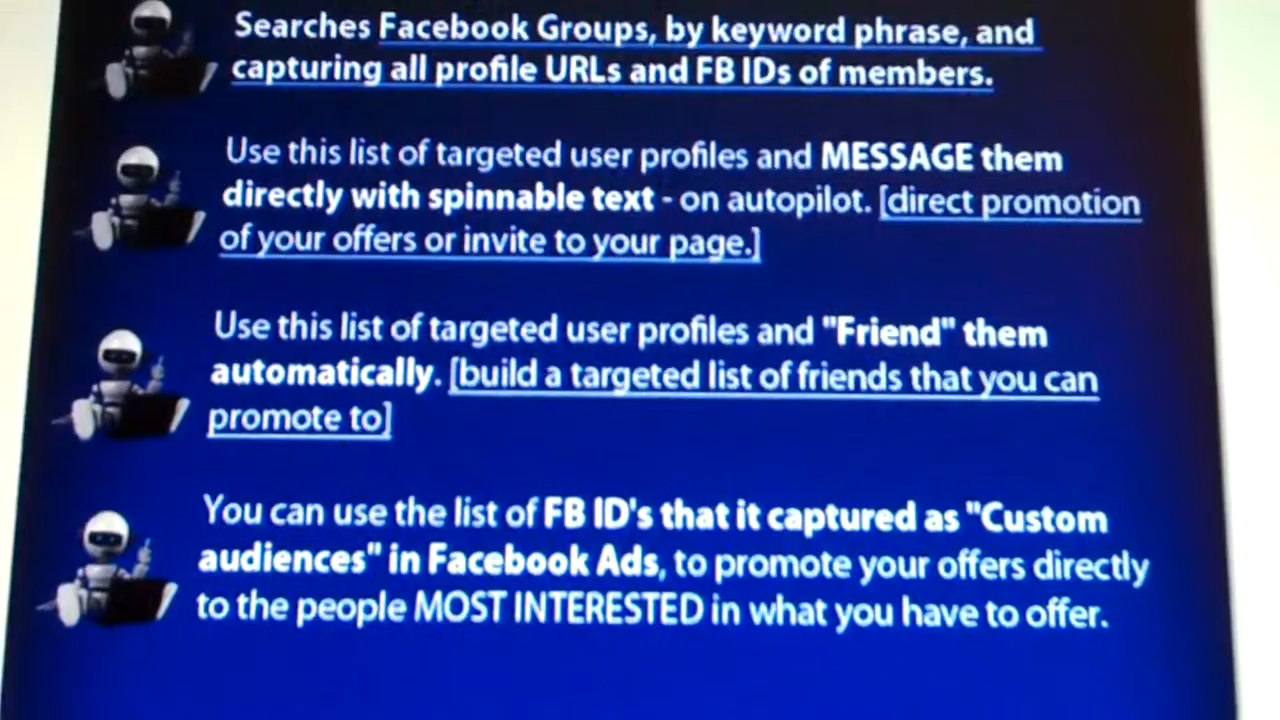 Searches Facebook Groups, by keyword phrase, and
capturing all profile URLs and FB IDs of members.
Use this list of targeted user profiles and MESSAGE them
directly with spinnable text - on autopilot. [direct promotion
of your offers or invite to your page.]
Use this list of targeted user profiles and "Friend" them
automatically. [build a targeted list of friends that you can
promote to]
You can use the list of FB ID's that it captured as "Custom
audiences" in Facebook Ads, to promote your offers directly
to the people MOST INTERESTED in what you have to offer.